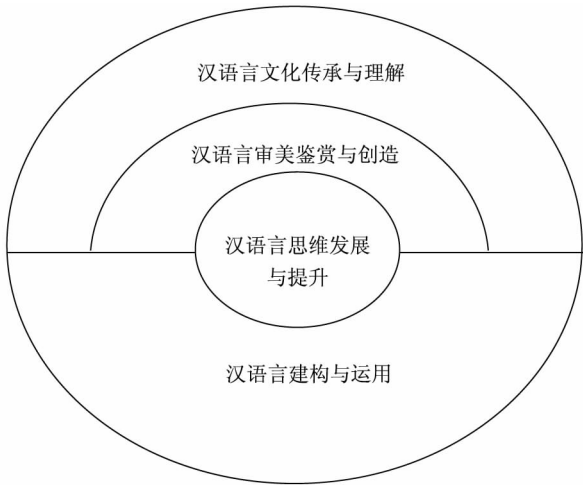 汉语言文化传承与理解
汉语言审美鉴赏与创造
汉语言思维发展
与提升
汉语言建构与运用